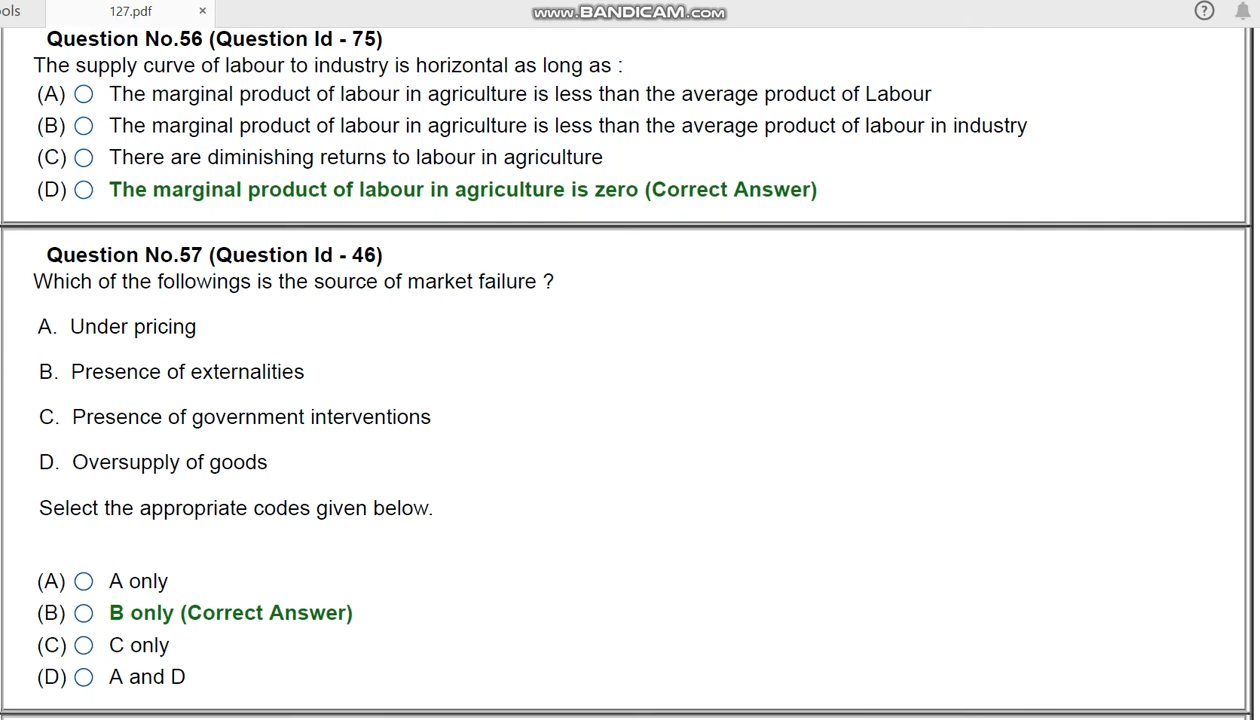 ols
127.pdf
×
www.BANDICAM.com
?
Question No.56 (Question Id - 75)
The supply curve of labour to industry is horizontal as long as :
(A) The marginal product of labour in agriculture is less than the average product of Labour
(B) The marginal product of labour in agriculture is less than the average product of labour in industry
(C) There are diminishing returns to labour in agriculture
(D) The marginal product of labour in agriculture is zero (Correct Answer)
Question No.57 (Question Id - 46)
Which of the followings is the source of market failure ?
A. Under pricing
B. Presence of externalities
C. Presence of government interventions
D. Oversupply of goods
Select the appropriate codes given below.
(A) A only
(B) B only (Correct Answer)
(C) C only
(D) A and D